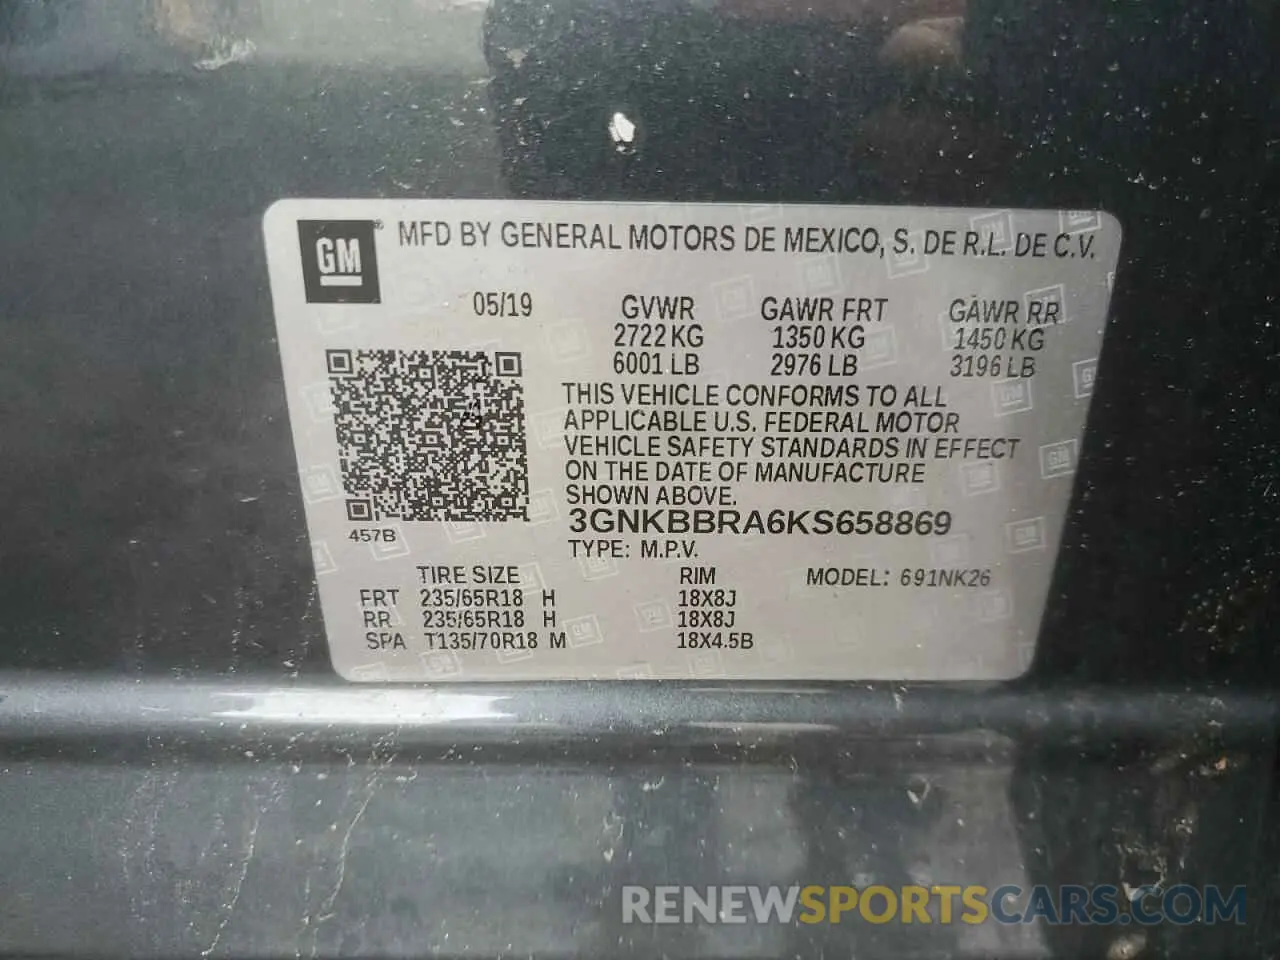 GM ® MFD BY GENERAL MOTORS DE MEXICO, S. DE R.L. DE C.V.
05/19 GVWR GAWR FRT GAWR RR
2722 KG 1350 KG 1450 KG
6001 LB 2976 LB 3196 LB
THIS VEHICLE CONFORMS TO ALL
APPLICABLE U.S. FEDERAL MOTOR
VEHICLE SAFETY STANDARDS IN EFFECT
ON THE DATE OF MANUFACTURE
SHOWN ABOVE.
3GNKBBRA6KS658869
457B
TYPE: M.P.V.
TIRE SIZE RIM MODEL: 691NK26
FRT 235/65R18 H 18X8J
RR 235/65R18 H 18X8J
SPA T135/70R18 M 18X4.5B
RENEWSPORTSCARS.COM